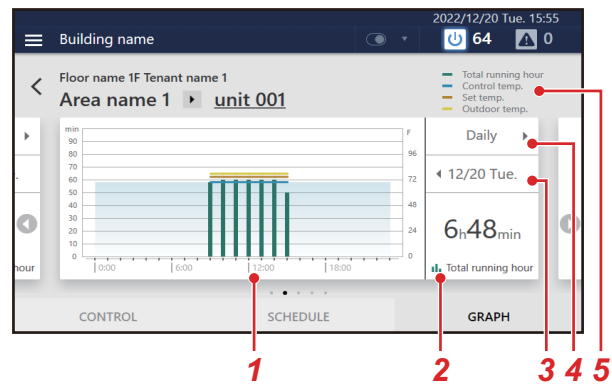 2022/12/20 Tue. 15:55
Building name
64
0
Floor name 1F Tenant name 1
Area name 1 unit 001
Total running hour
Control temp.
Set temp.
Outdoor temp.
min
90
80
70
60
50
40
30
20
10
0
F
96
72
48
24
0
0:00 6:00 12:00 18:00
Daily
12/20 Tue.
6h48min
Total running hour
hour
CONTROL SCHEDULE GRAPH
1 2 3 4 5